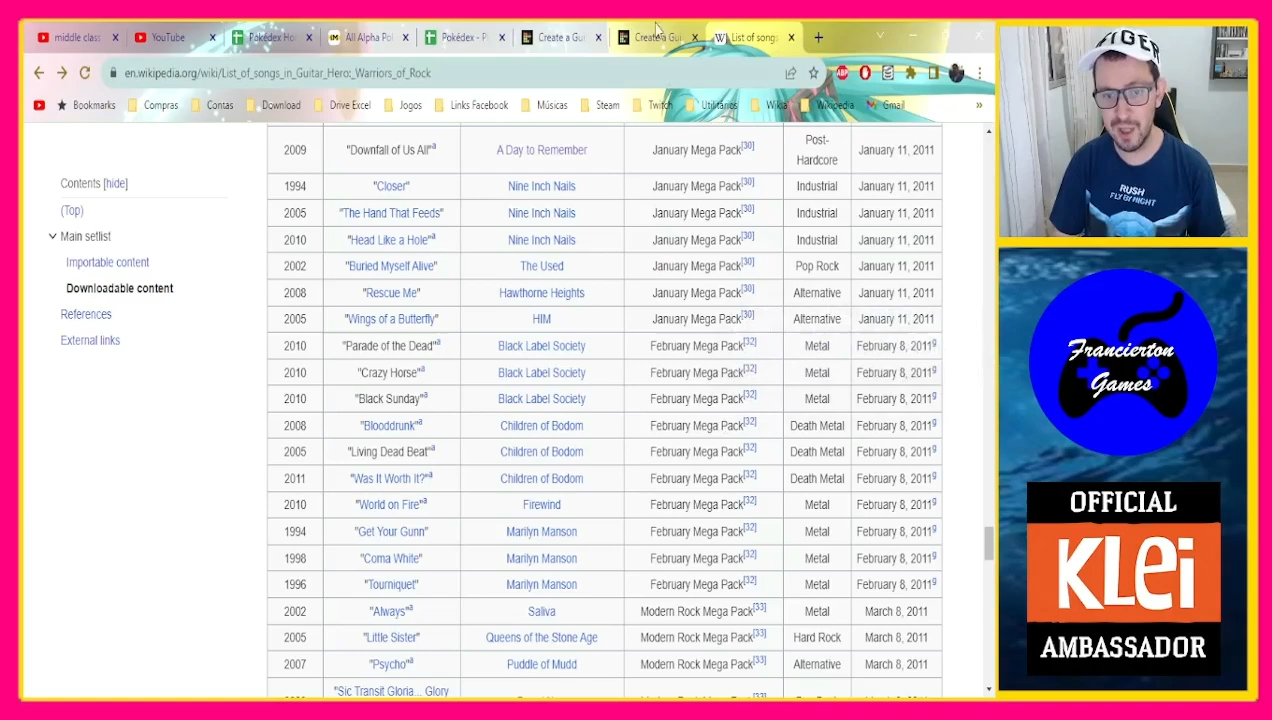 middle class
YouTube
Pokédex Ho
All Alpha Po
Pokédex - P
Create a Gu
Create a Gui
List of songs
en.wikipedia.org/wiki/List_of_songs_in_Guitar_Hero:_Warriors_of_Rock
Bookmarks Compras Contas Download Drive Excel Jogos Links Facebook Músicas Steam Twitch Utilitários Wikia Wikipedia Gmail »
Contents [hide]
(Top)
Main setlist
Importable content
Downloadable content
References
External links
2009 "Downfall of Us All"a A Day to Remember January Mega Pack[30] Post-Hardcore January 11, 2011
1994 "Closer" Nine Inch Nails January Mega Pack[30] Industrial January 11, 2011
2005 "The Hand That Feeds" Nine Inch Nails January Mega Pack[30] Industrial January 11, 2011
2010 "Head Like a Hole"a Nine Inch Nails January Mega Pack[30] Industrial January 11, 2011
2002 "Buried Myself Alive" The Used January Mega Pack[30] Pop Rock January 11, 2011
2008 "Rescue Me" Hawthorne Heights January Mega Pack[30] Alternative January 11, 2011
2005 "Wings of a Butterfly" HIM January Mega Pack[30] Alternative January 11, 2011
2010 "Parade of the Dead"a Black Label Society February Mega Pack[32] Metal February 8, 2011g
2010 "Crazy Horse"a Black Label Society February Mega Pack[32] Metal February 8, 2011g
2010 "Black Sunday"a Black Label Society February Mega Pack[32] Metal February 8, 2011g
2008 "Blooddrunk"a Children of Bodom February Mega Pack[32] Death Metal February 8, 2011g
2005 "Living Dead Beat"a Children of Bodom February Mega Pack[32] Death Metal February 8, 2011g
2011 "Was It Worth It?"a Children of Bodom February Mega Pack[32] Death Metal February 8, 2011g
2010 "World on Fire"a Firewind February Mega Pack[32] Metal February 8, 2011g
1994 "Get Your Gunn" Marilyn Manson February Mega Pack[32] Metal February 8, 2011g
1998 "Coma White" Marilyn Manson February Mega Pack[32] Metal February 8, 2011g
1996 "Tourniquet" Marilyn Manson February Mega Pack[32] Metal February 8, 2011g
2002 "Always"a Saliva Modern Rock Mega Pack[33] Metal March 8, 2011
2005 "Little Sister" Queens of the Stone Age Modern Rock Mega Pack[33] Hard Rock March 8, 2011
2007 "Psycho"a Puddle of Mudd Modern Rock Mega Pack[33] Alternative March 8, 2011
"Sic Transit Gloria... Glory
RUSH
FLY BY NIGHT
Francierton
Games
OFFICIAL
KLEi
AMBASSADOR